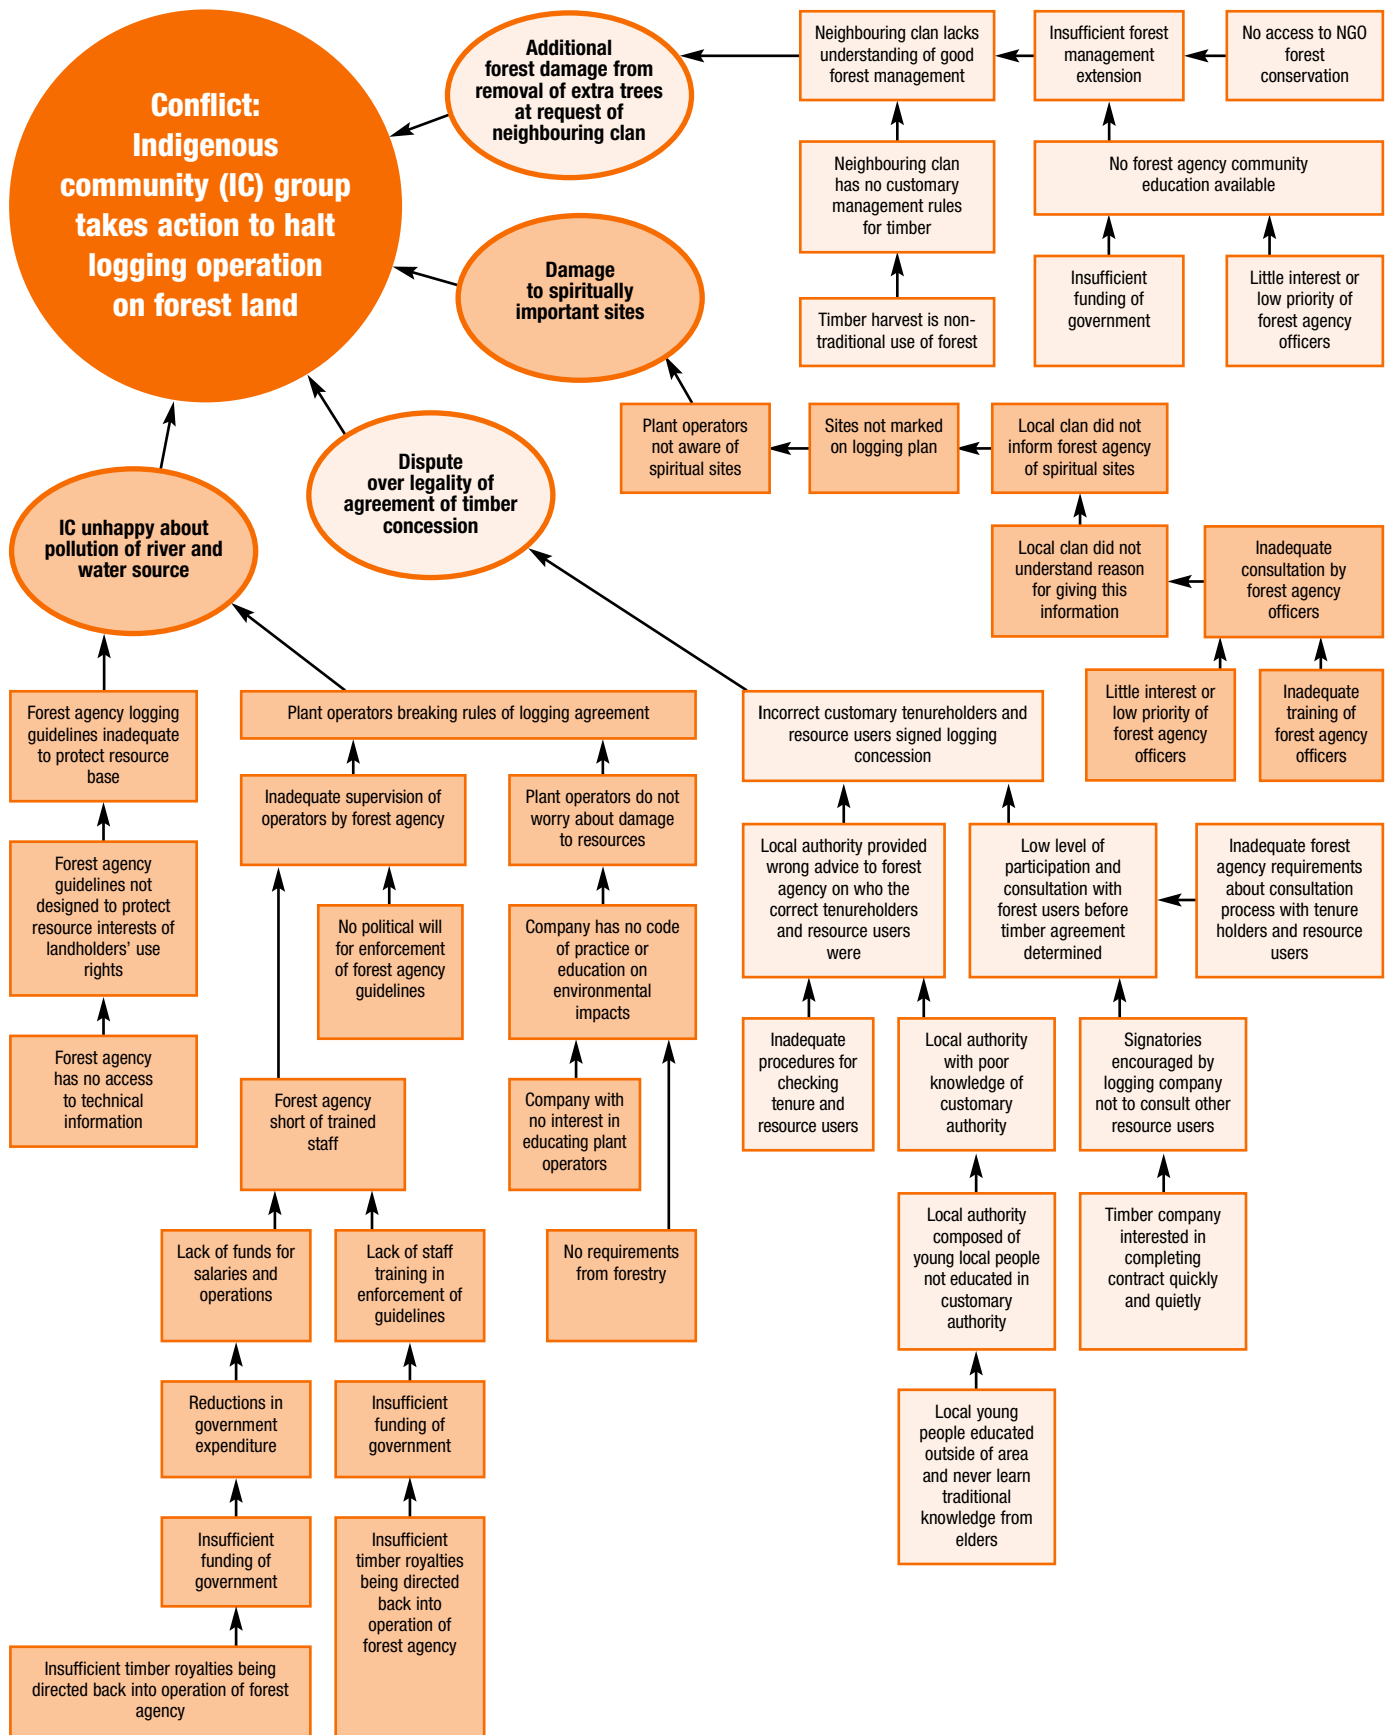 Conflict:
Indigenous
community (IC) group
takes action to halt
logging operation
on forest land
Additional
forest damage from
removal of extra trees
at request of
neighbouring clan
Neighbouring clan lacks
understanding of good
forest management
Insufficient forest
management
extension
No access to NGO
forest
conservation
Neighbouring clan
has no customary
management rules
for timber
No forest agency community
education available
Timber harvest is non-
traditional use of forest
Insufficient
funding of
government
Little interest or
low priority of
forest agency
officers
Damage
to spiritually
important sites
Plant operators
not aware of
spiritual sites
Sites not marked
on logging plan
Local clan did not
inform forest agency
of spiritual sites
Local clan did not
understand reason
for giving this
information
Inadequate
consultation by
forest agency
officers
Little interest or
low priority of
forest agency
officers
Inadequate
training of
forest agency
officers
Dispute
over legality of
agreement of timber
concession
IC unhappy about
pollution of river and
water source
Forest agency logging
guidelines inadequate
to protect resource
base
Forest agency
guidelines not
designed to protect
resource interests of
landholders' use
rights
Forest agency
has no access
to technical
information
Plant operators breaking rules of logging agreement
Inadequate supervision of
operators by forest agency
Plant operators do not
worry about damage
to resources
No political will
for enforcement
of forest agency
guidelines
Company has no code
of practice or
education on
environmental
impacts
Forest agency
short of trained
staff
Company with
no interest in
educating plant
operators
No requirements
from forestry
Lack of funds for
salaries and
operations
Lack of staff
training in
enforcement of
guidelines
Reductions in
government
expenditure
Insufficient
funding of
government
Insufficient
funding of
government
Insufficient
timber royalties
being directed
back into
operation of
forest agency
Insufficient timber royalties being
directed back into operation of forest
agency
Incorrect customary tenureholders and
resource users signed logging
concession
Local authority provided
wrong advice to forest
agency on who the
correct tenureholders
and resource users
were
Low level of
participation and
consultation with
forest users before
timber agreement
determined
Inadequate forest
agency requirements
about consultation
process with tenure
holders and resource
users
Inadequate
procedures for
checking
tenure and
resource users
Local authority
with poor
knowledge of
customary
authority
Signatories
encouraged by
logging company
not to consult other
resource users
Local authority
composed of
young local people
not educated in
customary
authority
Timber company
interested in
completing
contract quickly
and quietly
Local young
people educated
outside of area
and never learn
traditional
knowledge from
elders